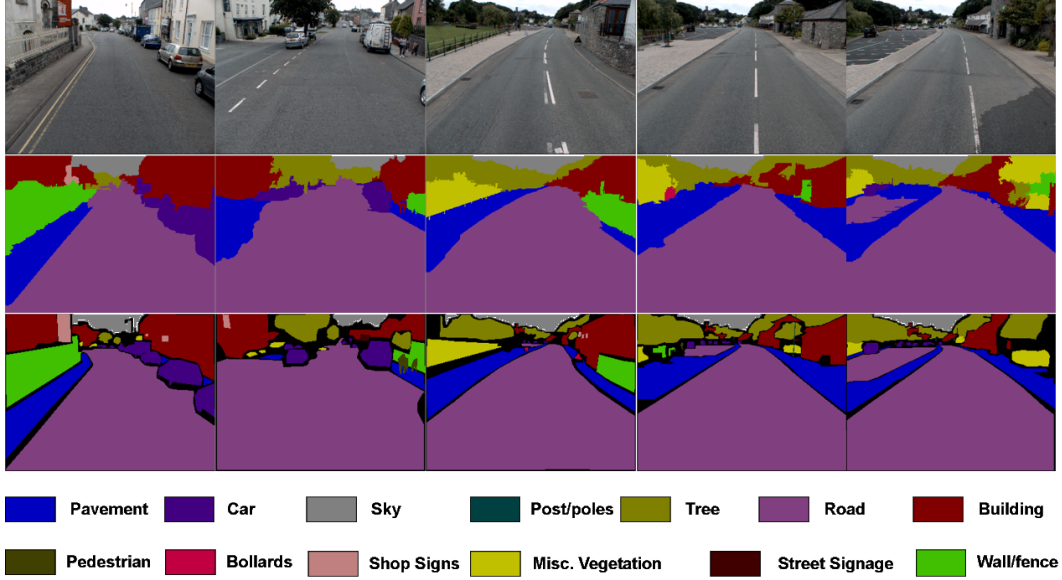 Pavement Car Sky Post/poles Tree Road Building
Pedestrian Bollards Shop Signs Misc. Vegetation Street Signage Wall/fence